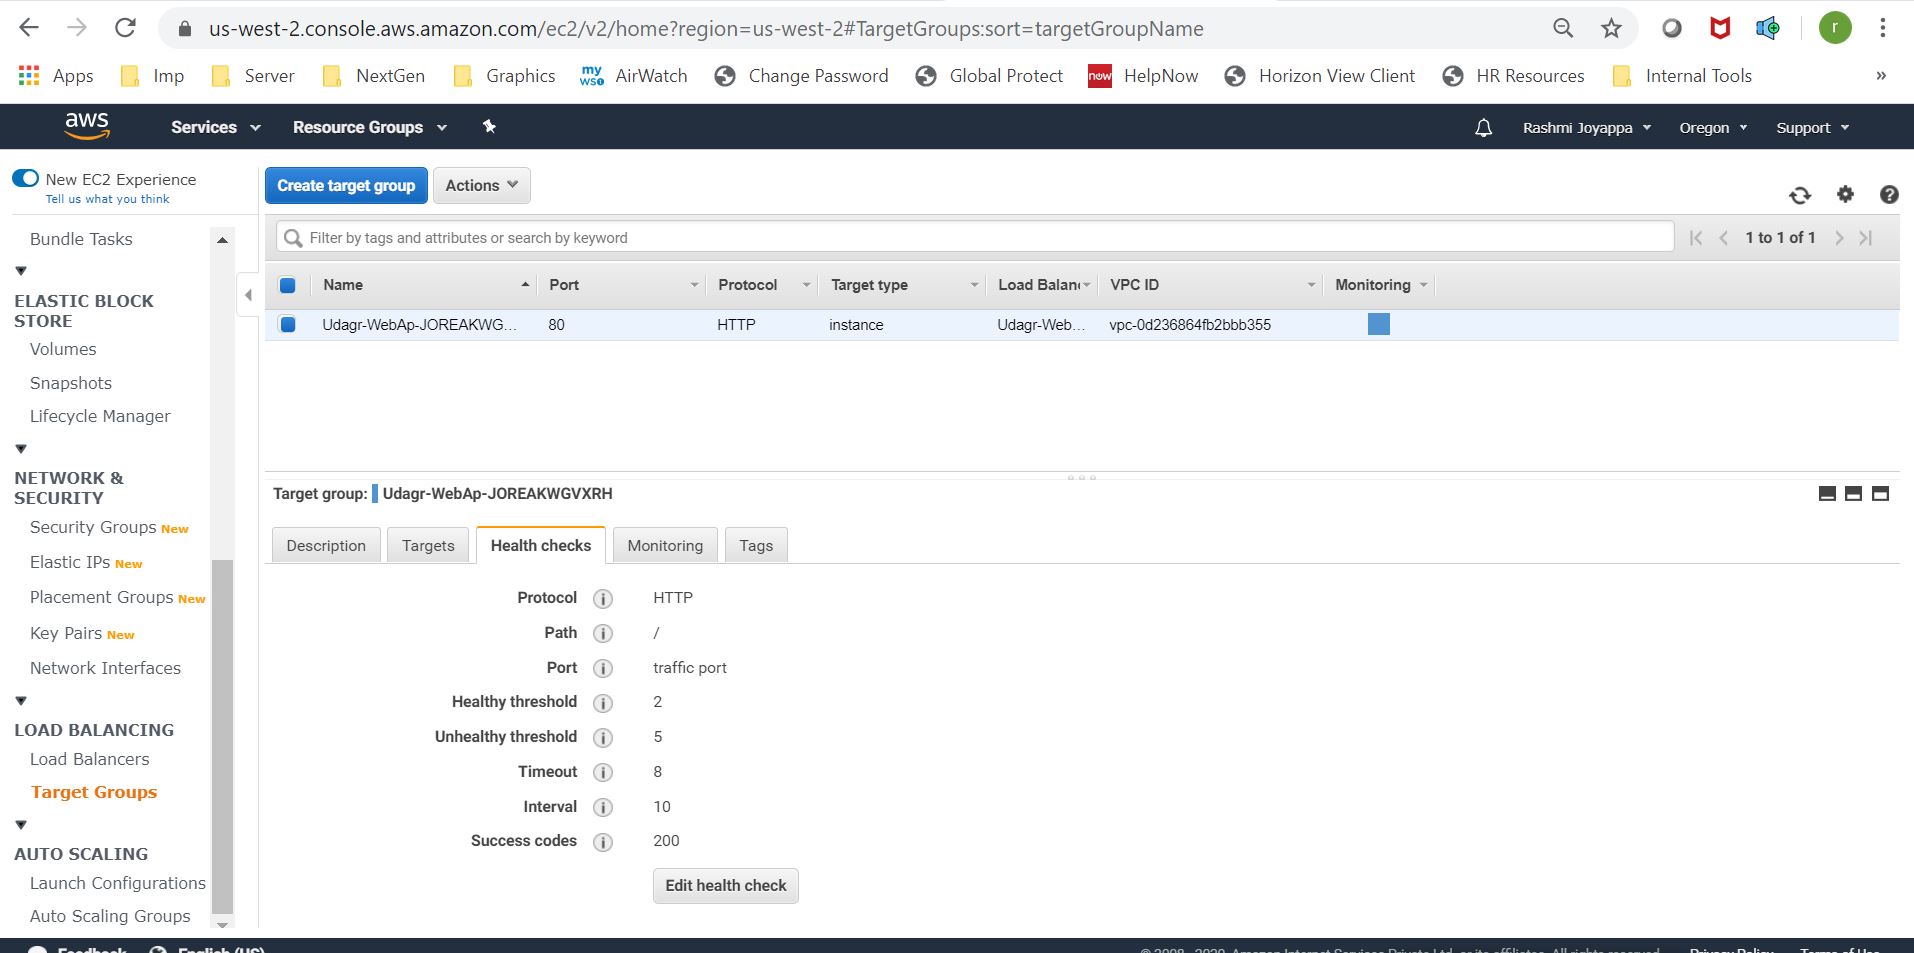 us-west-2.console.aws.amazon.com/ec2/v2/home?region=us-west-2#TargetGroups:sort=targetGroupName
r
Apps Imp Server NextGen Graphics my WS1 AirWatch Change Password Global Protect now HelpNow Horizon View Client HR Resources Internal Tools »
aws Services Resource Groups Rashmi Joyappa Oregon Support
New EC2 Experience
Tell us what you think
Bundle Tasks
ELASTIC BLOCK
STORE
Volumes
Snapshots
Lifecycle Manager
NETWORK &
SECURITY
Security Groups New
Elastic IPs New
Placement Groups New
Key Pairs New
Network Interfaces
LOAD BALANCING
Load Balancers
Target Groups
AUTO SCALING
Launch Configurations
Auto Scaling Groups
Create target group Actions
Filter by tags and attributes or search by keyword 1 to 1 of 1
Name Port Protocol Target type Load Balan VPC ID Monitoring
Udagr-WebAp-JOREAKWG... 80 HTTP instance Udagr-Web... vpc-0d236864fb2bbb355
Target group: Udagr-WebAp-JOREAKWGVXRH
Description Targets Health checks Monitoring Tags
Protocol HTTP
Path /
Port traffic port
Healthy threshold 2
Unhealthy threshold 5
Timeout 8
Interval 10
Success codes 200
Edit health check
Feedback English (US) © 2008 - 2020, Amazon Internet Services Private Ltd. or its affiliates. All rights reserved. Privacy Policy Terms of Use